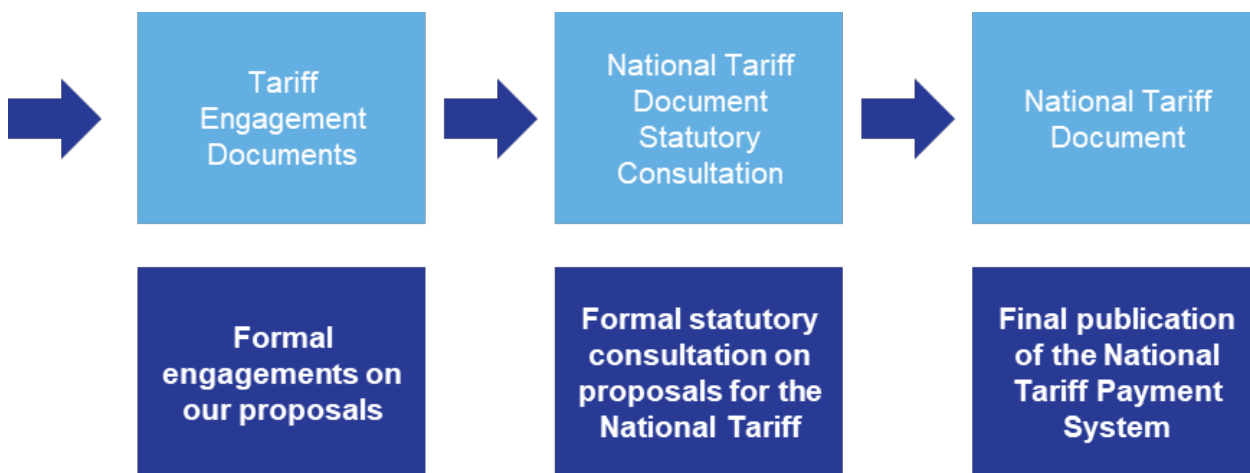 Tariff
Engagement
Documents
National Tariff
Document
Statutory
Consultation
National Tariff
Document
Formal
engagements on
our proposals
Formal statutory
consultation on
proposals for the
National Tariff
Final publication
of the National
Tariff Payment
System